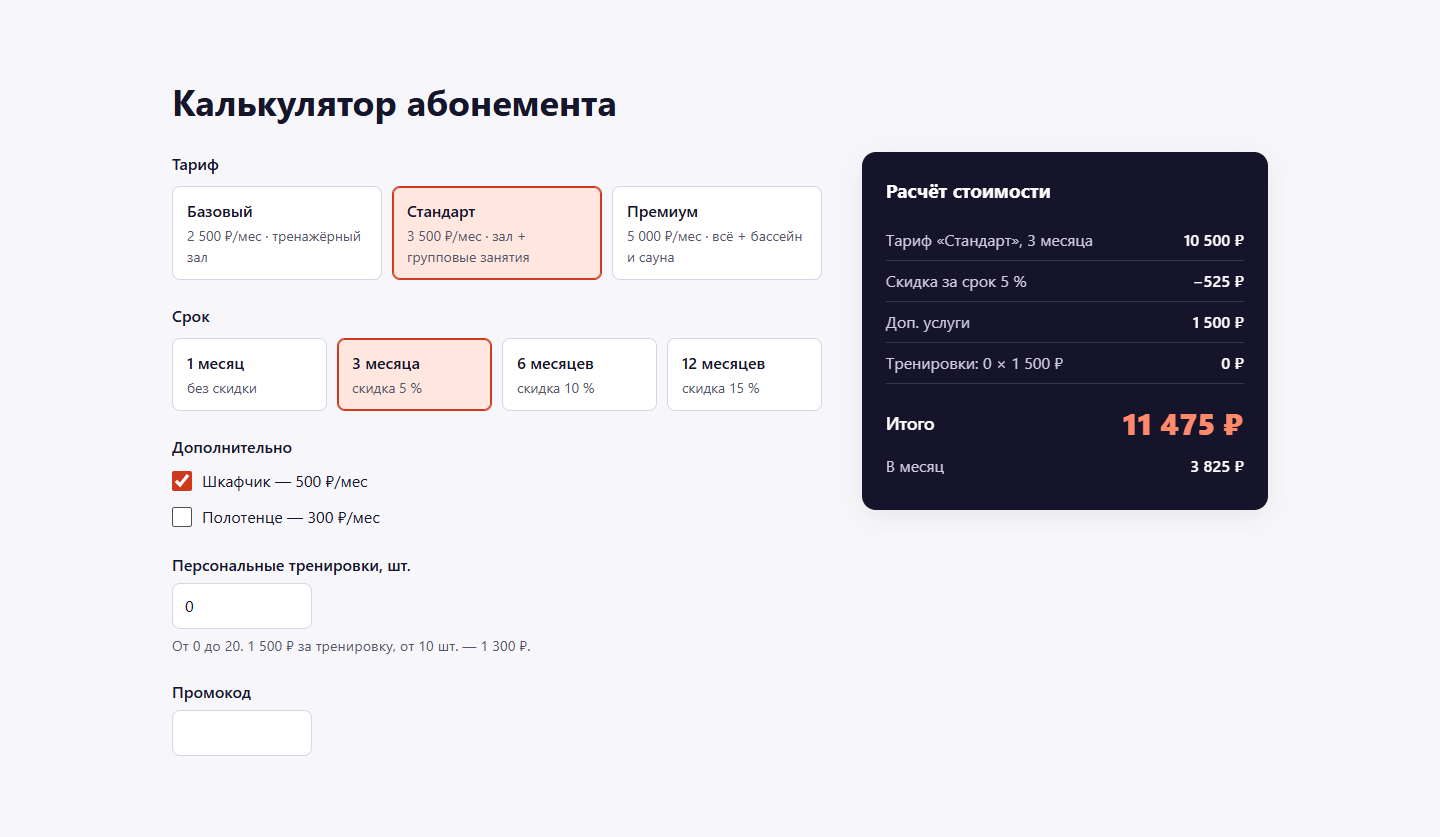 Калькулятор абонемента
Тариф
Базовый
2 500 ₽/мес · тренажёрный
зал
Стандарт
3 500 ₽/мес · зал +
групповые занятия
Премиум
5 000 ₽/мес · всё + бассейн
и сауна
Срок
1 месяц
без скидки
3 месяца
скидка 5 %
6 месяцев
скидка 10 %
12 месяцев
скидка 15 %
Дополнительно
Шкафчик — 500 ₽/мес
Полотенце — 300 ₽/мес
Персональные тренировки, шт.
0
От 0 до 20. 1 500 ₽ за тренировку, от 10 шт. — 1 300 ₽.
Промокод
Расчёт стоимости
Тариф «Стандарт», 3 месяца 10 500 ₽
Скидка за срок 5 % −525 ₽
Доп. услуги 1 500 ₽
Тренировки: 0 × 1 500 ₽ 0 ₽
Итого 11 475 ₽
В месяц 3 825 ₽